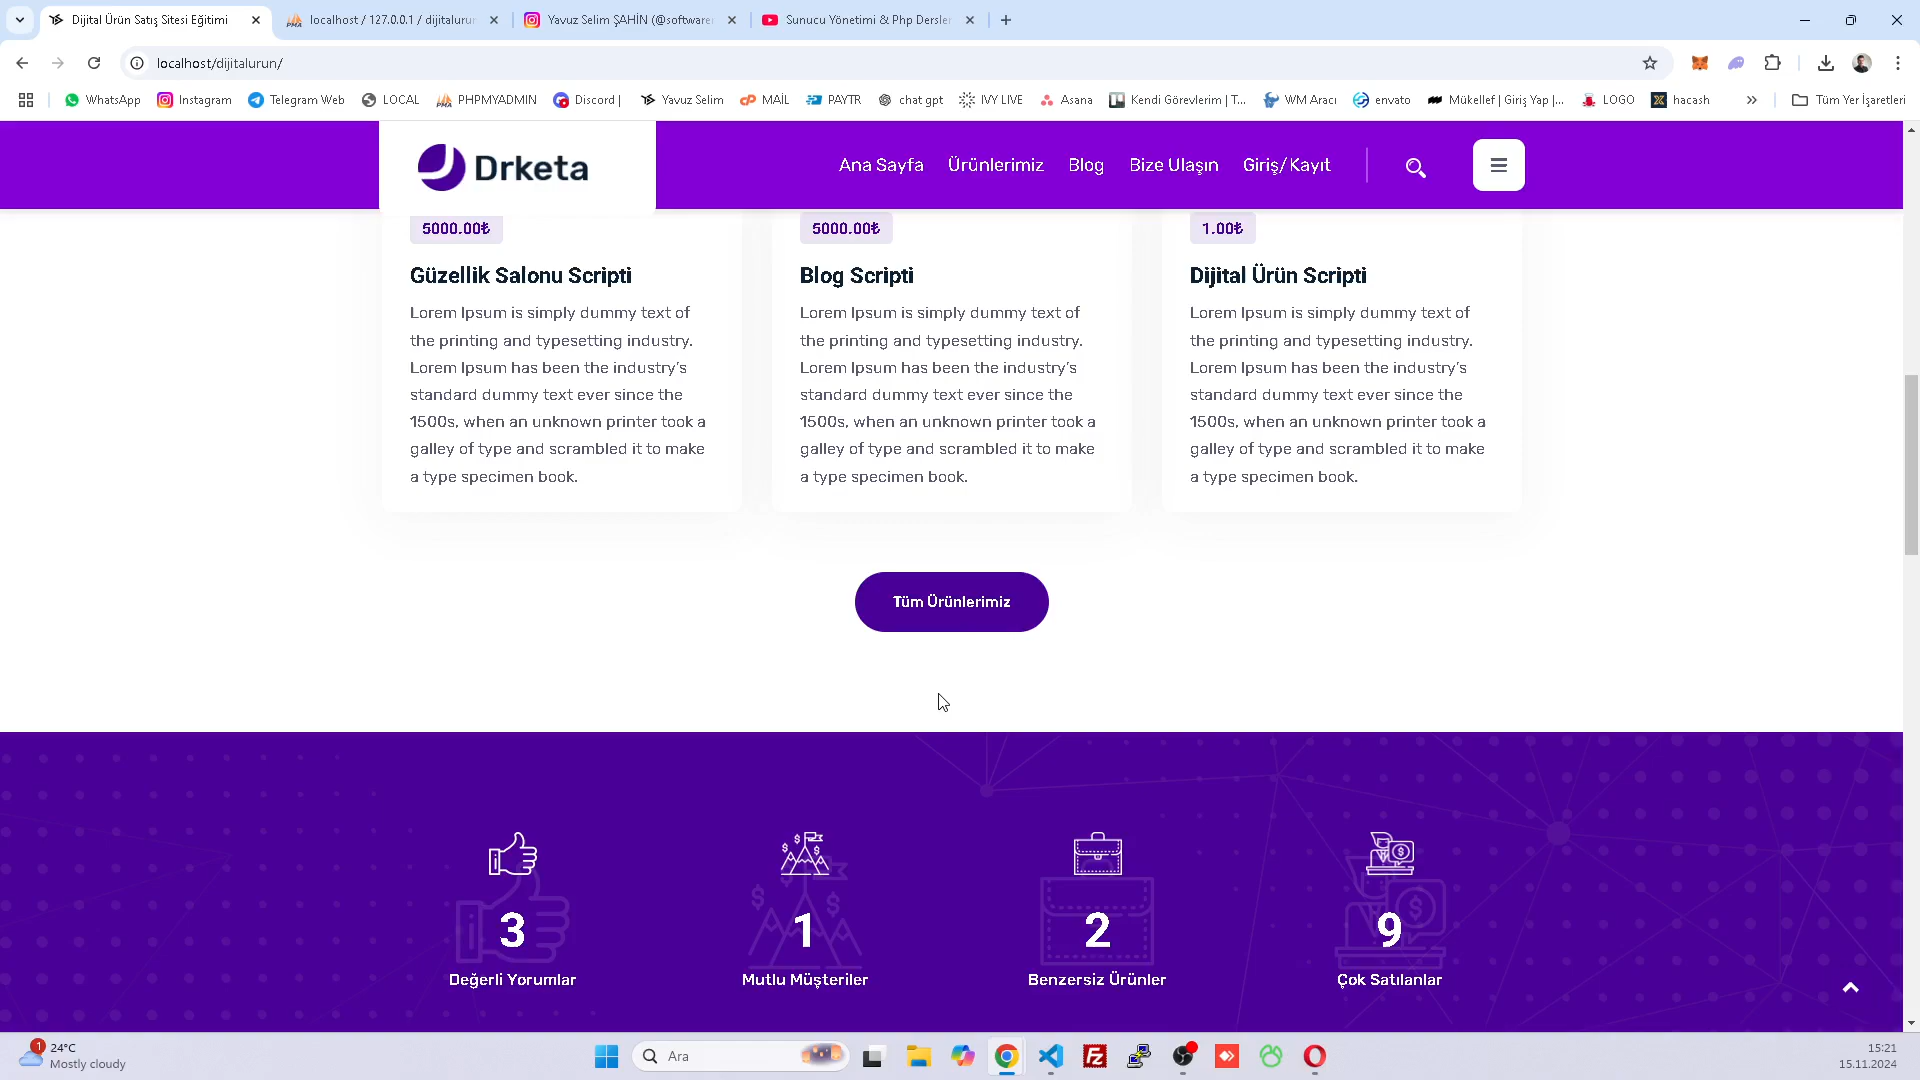 Dijital Ürün Satış Sitesi Eğitimi
localhost / 127.0.0.1 / dijitalurun
Yavuz Selim ŞAHİN (@software
Sunucu Yönetimi & Php Dersler
localhost/dijitalurun/
WhatsApp
Instagram
Telegram Web
LOCAL
PHPMYADMIN
Discord |
Yavuz Selim
MAİL
PAYTR
chat gpt
IVY LIVE
Asana
Kendi Görevlerim | T...
WM Aracı
envato
Mükellef | Giriş Yap |...
LOGO
hacash
Tüm Yer İşaretleri
Drketa
Ana Sayfa
Ürünlerimiz
Blog
Bize Ulaşın
Giriş/Kayıt
5000.00₺
Güzellik Salonu Scripti
Lorem Ipsum is simply dummy text of
the printing and typesetting industry.
Lorem Ipsum has been the industry's
standard dummy text ever since the
1500s, when an unknown printer took a
galley of type and scrambled it to make
a type specimen book.
5000.00₺
Blog Scripti
Lorem Ipsum is simply dummy text of
the printing and typesetting industry.
Lorem Ipsum has been the industry's
standard dummy text ever since the
1500s, when an unknown printer took a
galley of type and scrambled it to make
a type specimen book.
1.00₺
Dijital Ürün Scripti
Lorem Ipsum is simply dummy text of
the printing and typesetting industry.
Lorem Ipsum has been the industry's
standard dummy text ever since the
1500s, when an unknown printer took a
galley of type and scrambled it to make
a type specimen book.
Tüm Ürünlerimiz
3
Değerli Yorumlar
1
Mutlu Müşteriler
2
Benzersiz Ürünler
9
Çok Satılanlar
1
24°C
Mostly cloudy
Ara
15:21
15.11.2024